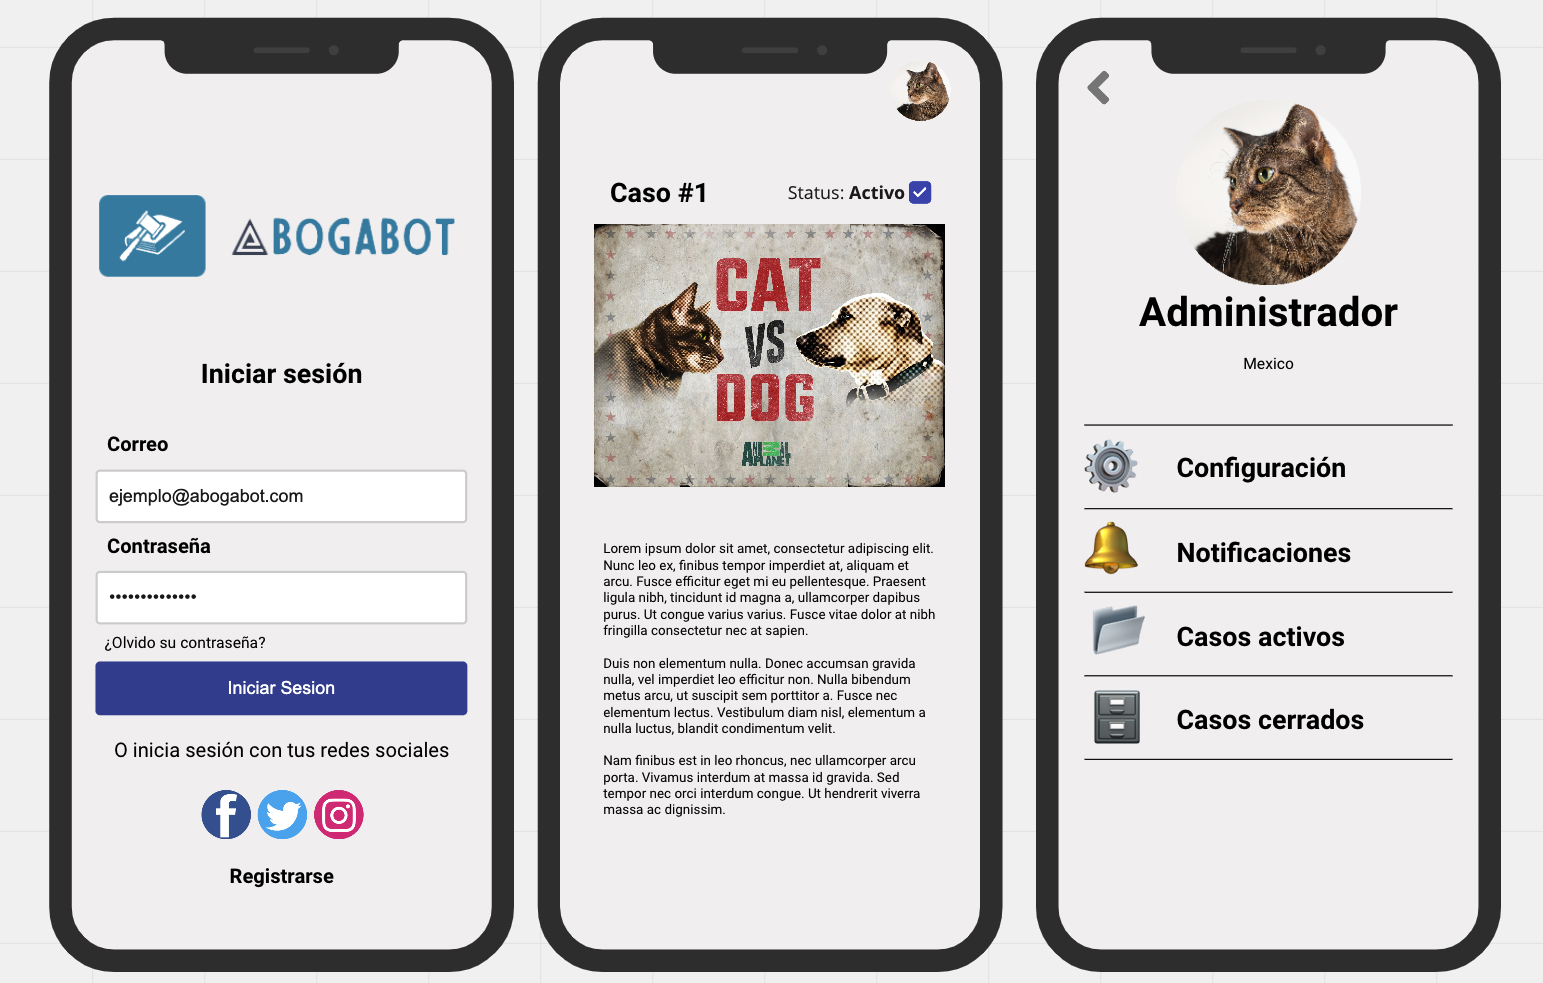 ABOGABOT
Iniciar sesión
Correo
ejemplo@abogabot.com
Contraseña
••••••••••••••
¿Olvido su contraseña?
Iniciar Sesion
O inicia sesión con tus redes sociales
Registrarse
Caso #1
Status: Activo
CAT
VS
DOG
ANIMAL
PLANET
Lorem ipsum dolor sit amet, consectetur adipiscing elit.
Nunc leo ex, finibus tempor imperdiet at, aliquam et
arcu. Fusce efficitur eget mi eu pellentesque. Praesent
ligula nibh, tincidunt id magna a, ullamcorper dapibus
purus. Ut congue varius varius. Fusce vitae dolor at nibh
fringilla consectetur nec at sapien.
Duis non elementum nulla. Donec accumsan gravida
nulla, vel imperdiet leo efficitur non. Nulla bibendum
metus arcu, ut suscipit sem porttitor a. Fusce nec
elementum lectus. Vestibulum diam nisl, elementum a
nulla luctus, blandit condimentum velit.
Nam finibus est in leo rhoncus, nec ullamcorper arcu
porta. Vivamus interdum at massa id gravida. Sed
tempor nec orci interdum congue. Ut hendrerit viverra
massa ac dignissim.
Administrador
Mexico
Configuración
Notificaciones
Casos activos
Casos cerrados